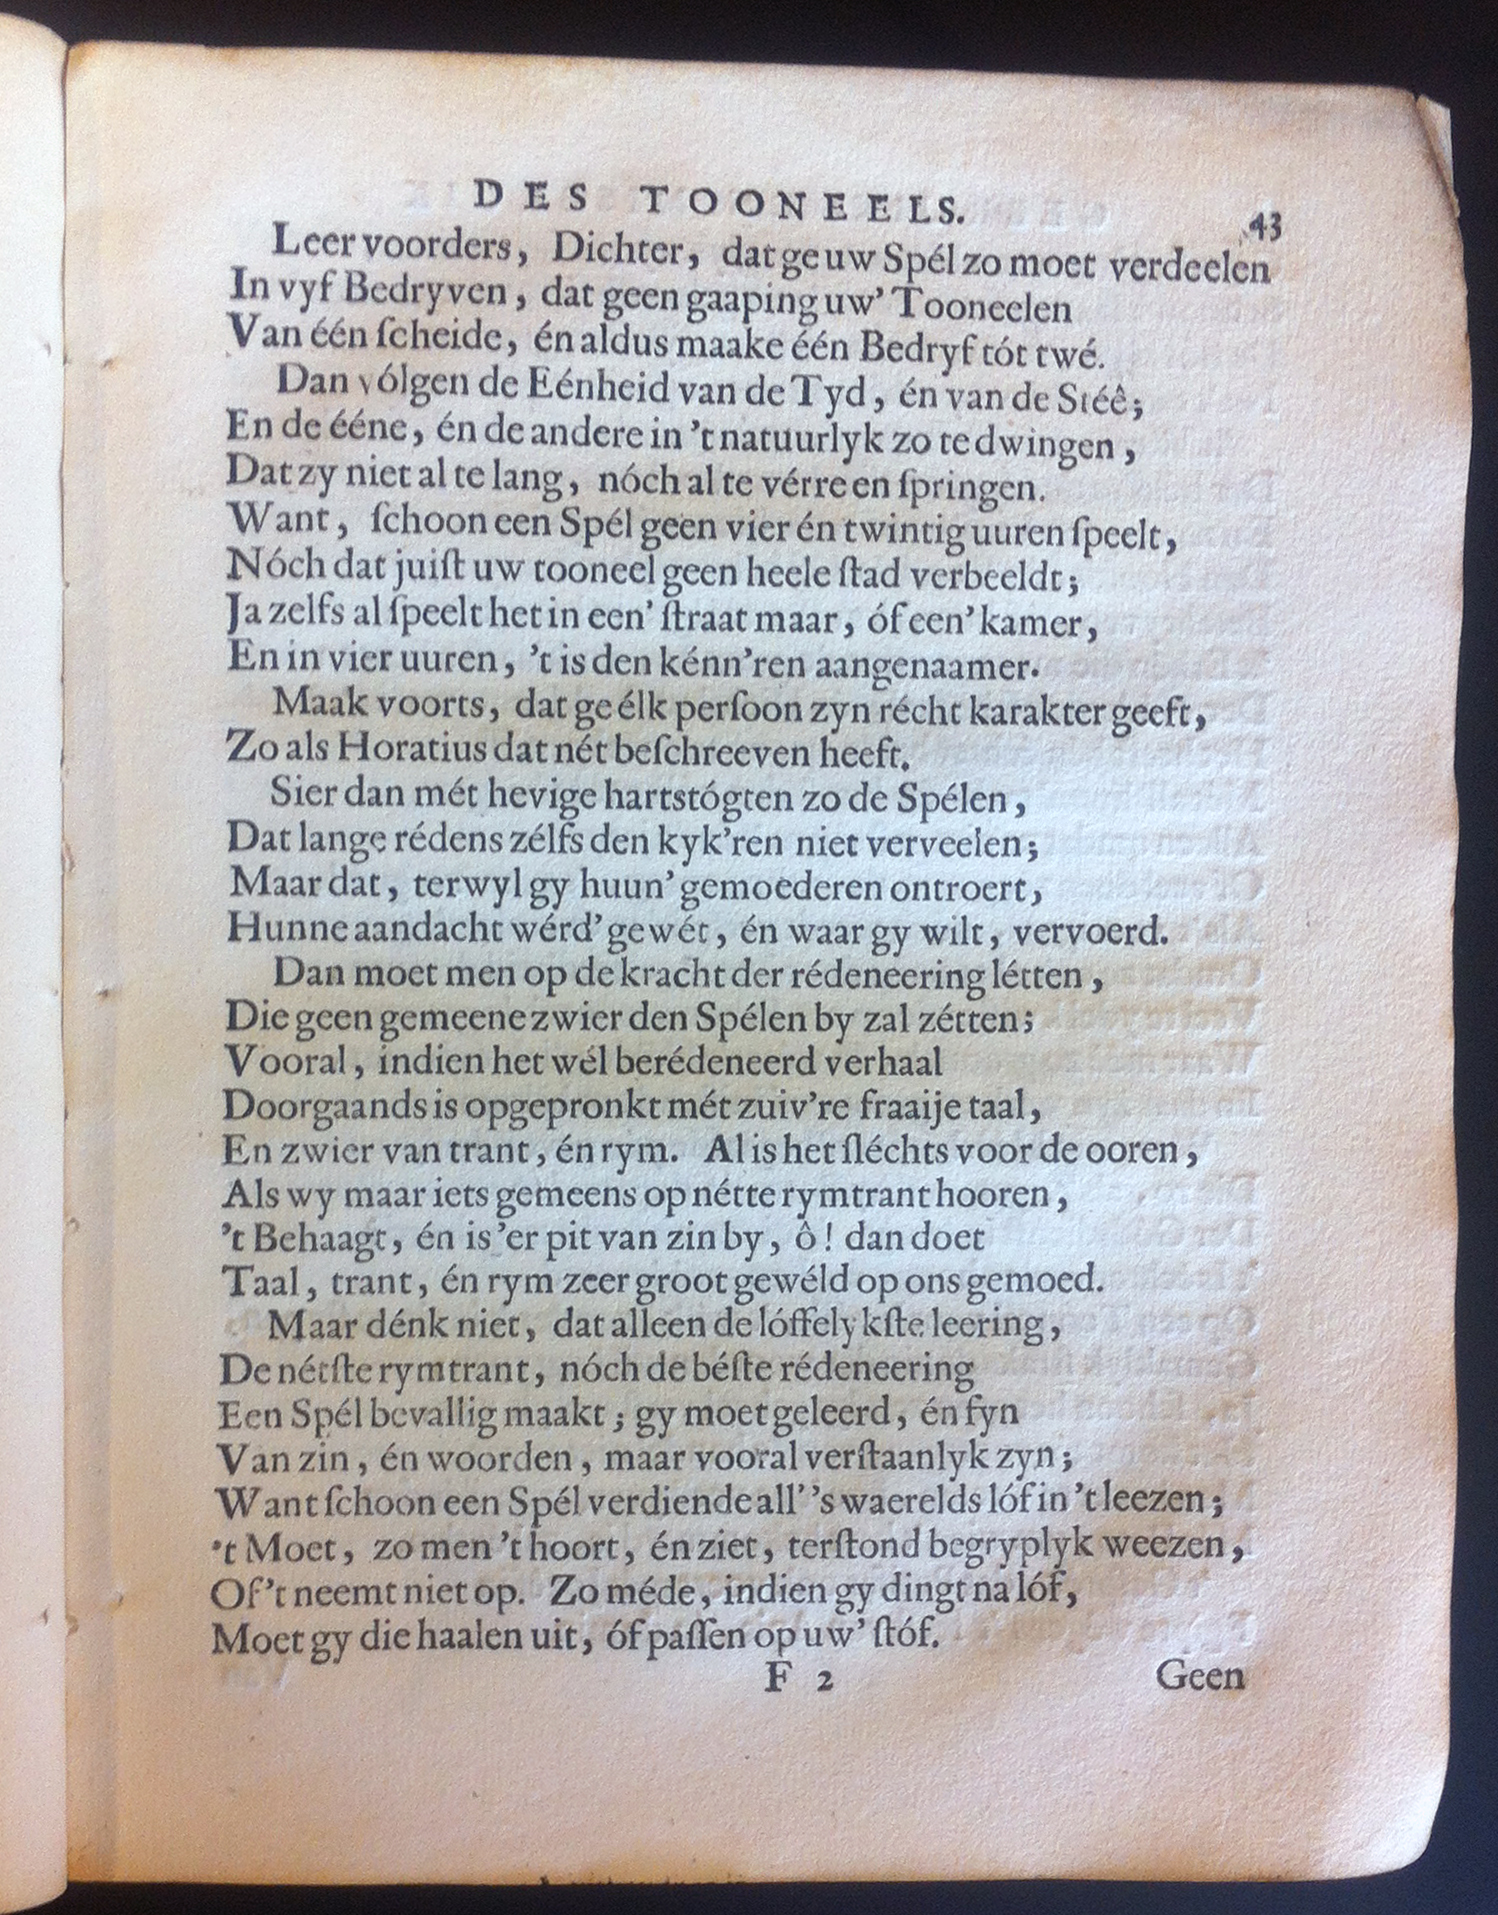 DES TOONEELS. 43
Leer voorders, Dichter, dat ge uw Spél zo moet verdeelen
In vyf Bedryven, dat geen gaaping uw' Tooneelen
Van één ſcheide, én aldus maake één Bedryf tót twé.
Dan vólgen de Eénheid van de Tyd, én van de Stéê;
En de ééne, én de andere in 't natuurlyk zo te dwingen,
Dat zy niet al te lang, nóch al te vérre en ſpringen.
Want, ſchoon een Spél geen vier én twintig uuren ſpeelt,
Nóch dat juiſt uw tooneel geen heele ſtad verbeeldt;
Ja zelfs al ſpeelt het in een' ſtraat maar, óf een' kamer,
En in vier uuren, 't is den kénn'ren aangenaamer.
Maak voorts, dat ge élk perſoon zyn récht karakter geeft,
Zo als Horatius dat nét beſchreeven heeft.
Sier dan mét hevige hartstógten zo de Spélen,
Dat lange rédens zélfs den kyk'ren niet verveelen;
Maar dat, terwyl gy huun' gemoederen ontroert,
Hunne aandacht wérd' gewét, én waar gy wilt, vervoerd.
Dan moet men op de kracht der rédeneering létten,
Die geen gemeene zwier den Spélen by zal zétten;
Vooral, indien het wél berédeneerd verhaal
Doorgaands is opgepronkt mét zuiv're fraaije taal,
En zwier van trant, én rym. Al is het ſléchts voor de ooren,
Als wy maar iets gemeens op nétte rymtrant hooren,
't Behaagt, én is 'er pit van zin by, ô! dan doet
Taal, trant, én rym zeer groot gewéld op ons gemoed.
Maar dénk niet, dat alleen de lóffelykſte leering,
De nétſte rymtrant, nóch de béſte rédeneering
Een Spél bevallig maakt; gy moet geleerd, én fyn
Van zin, én woorden, maar vooral verſtaanlyk zyn;
Want ſchoon een Spél verdiende all' 's waerelds lóf in 't leezen;
't Moet, zo men 't hoort, én ziet, terſtond begryplyk weezen,
Of 't neemt niet op. Zo méde, indien gy dingt na lóf,
Moet gy die haalen uit, óf paſſen op uw' ſtóf.
F 2 Geen